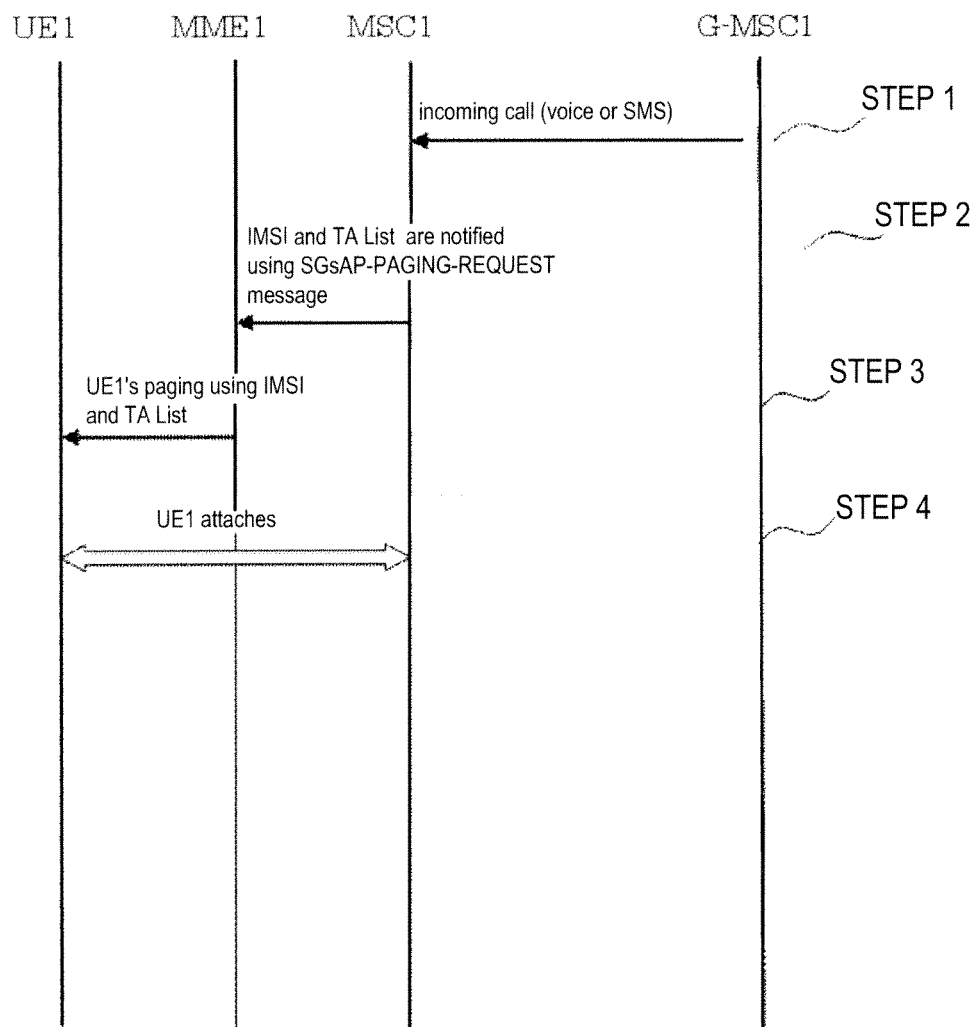 UE1 MME1 MSC1 G-MSC1
STEP 1
incoming call (voice or SMS)
STEP 2
IMSI and TA List are notified
using SGsAP-PAGING-REQUEST
message
STEP 3
UE1's paging using IMSI
and TA List
STEP 4
UE1 attaches